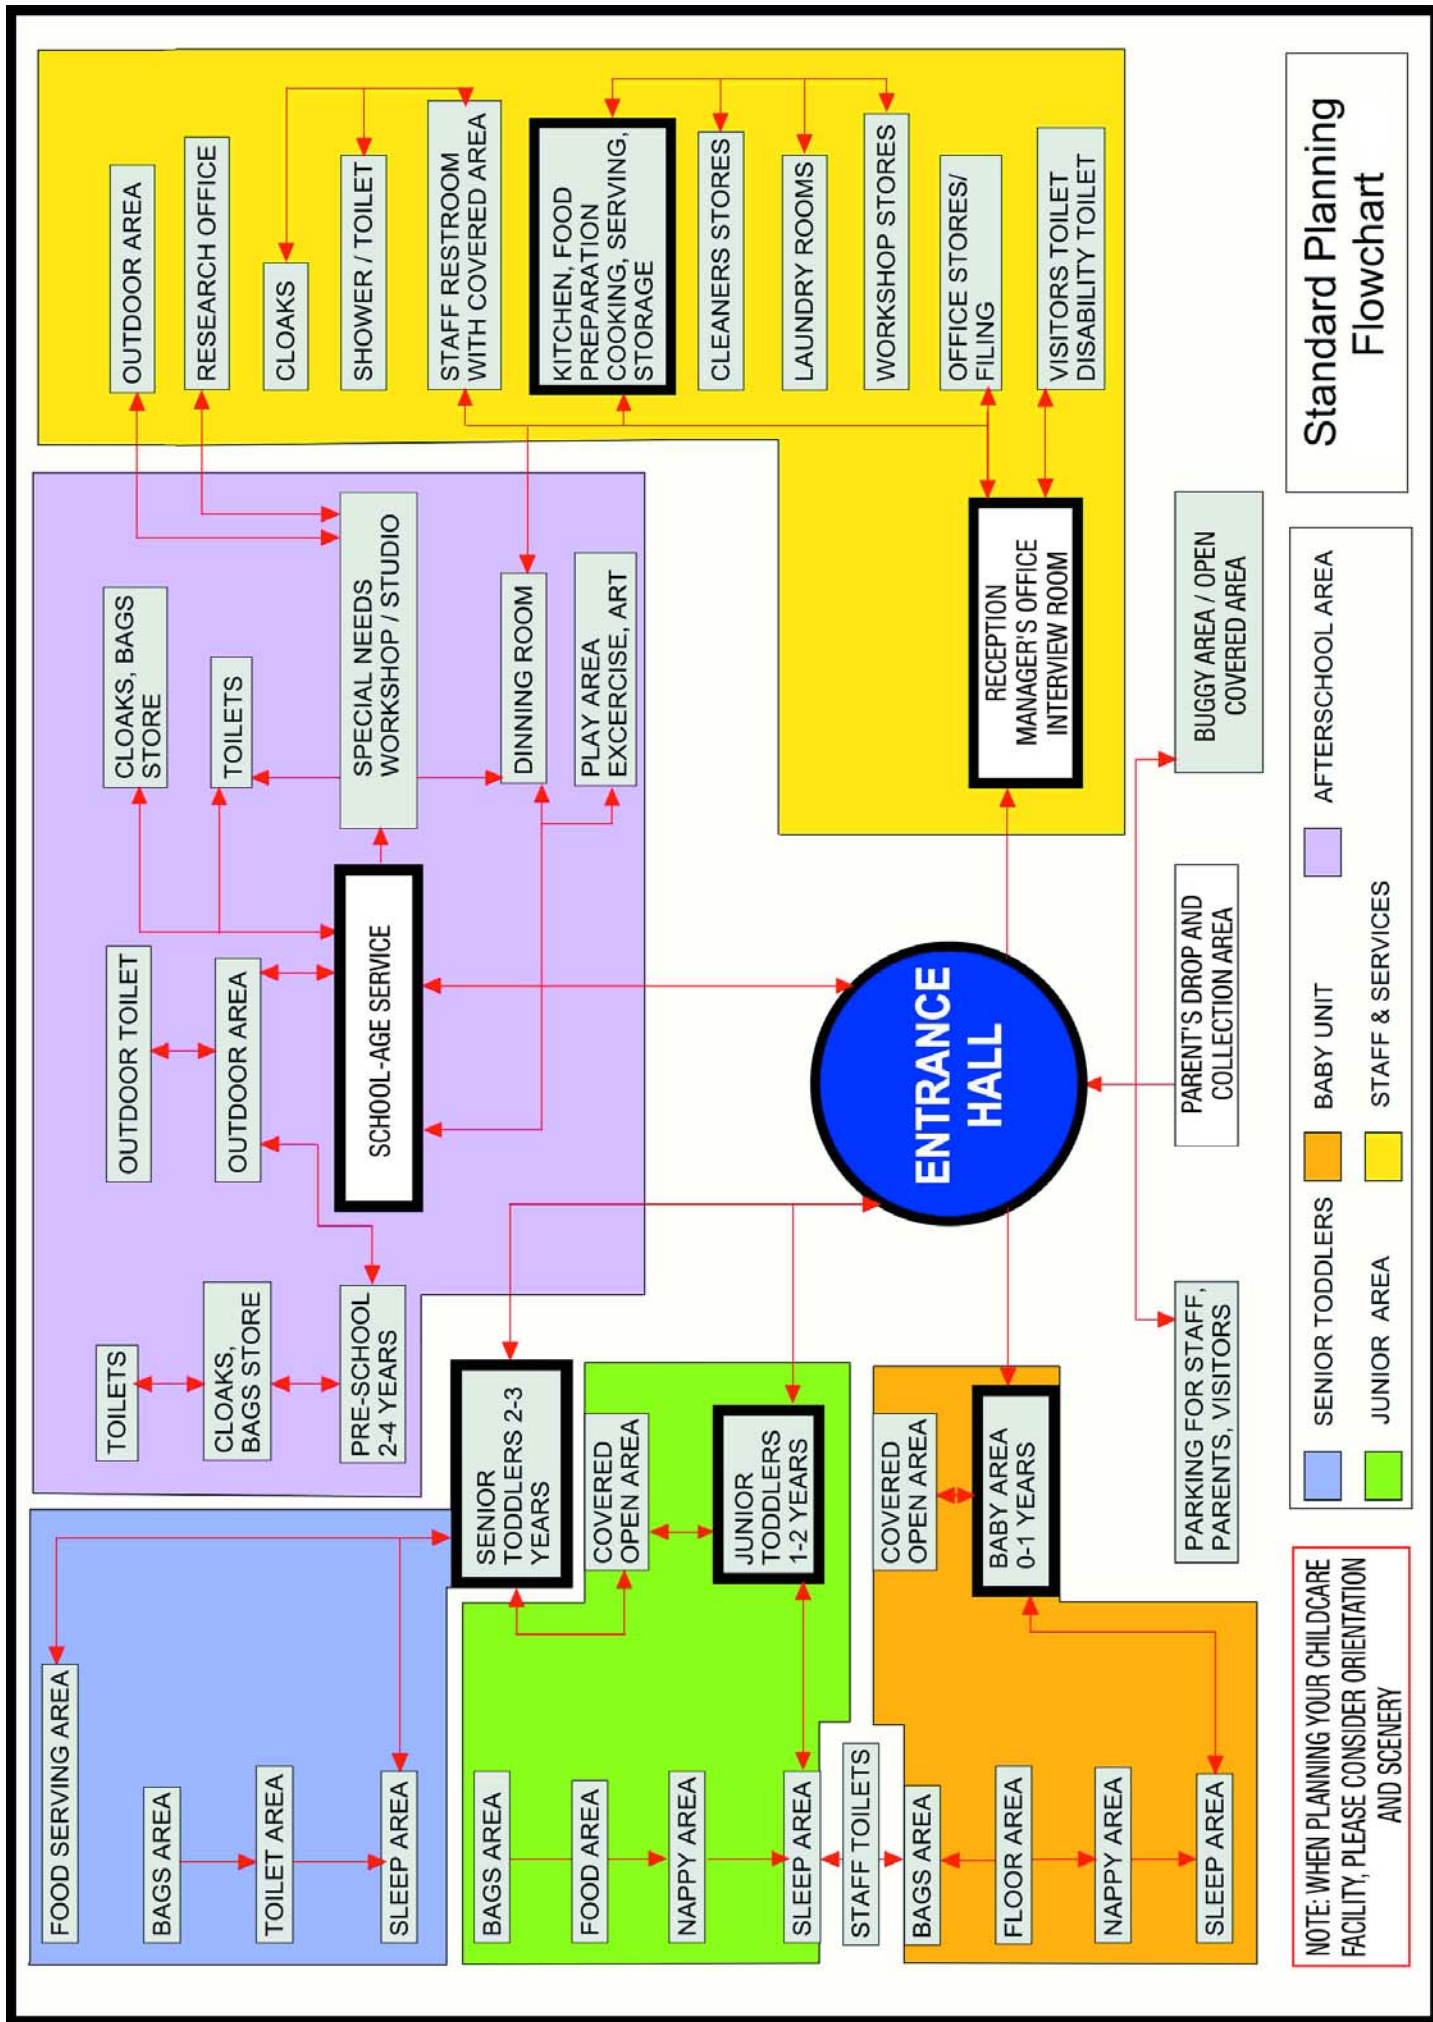 FOOD SERVING AREA
BAGS AREA
TOILET AREA
SLEEP AREA
TOILETS
CLOAKS,
BAGS STORE
PRE-SCHOOL
2-4 YEARS
OUTDOOR TOILET
OUTDOOR AREA
SCHOOL-AGE SERVICE
CLOAKS, BAGS
STORE
TOILETS
SPECIAL NEEDS
WORKSHOP / STUDIO
DINNING ROOM
PLAY AREA
EXCERCISE, ART
OUTDOOR AREA
RESEARCH OFFICE
CLOAKS
SHOWER / TOILET
STAFF RESTROOM
WITH COVERED AREA
KITCHEN, FOOD
PREPARATION
COOKING, SERVING,
STORAGE
CLEANERS STORES
LAUNDRY ROOMS
WORKSHOP STORES
OFFICE STORES/
FILING
VISITORS TOILET
DISABILITY TOILET
SENIOR
TODDLERS 2-3
YEARS
COVERED
OPEN AREA
JUNIOR
TODDLERS
1-2 YEARS
BAGS AREA
FOOD AREA
NAPPY AREA
SLEEP AREA
STAFF TOILETS
COVERED
OPEN AREA
BABY AREA
0-1 YEARS
BAGS AREA
FLOOR AREA
NAPPY AREA
SLEEP AREA
ENTRANCE
HALL
RECEPTION
MANAGER'S OFFICE
INTERVIEW ROOM
PARKING FOR STAFF,
PARENTS, VISITORS
PARENT'S DROP AND
COLLECTION AREA
BUGGY AREA / OPEN
COVERED AREA
NOTE: WHEN PLANNING YOUR CHILDCARE
FACILITY, PLEASE CONSIDER ORIENTATION
AND SCENERY
SENIOR TODDLERS
BABY UNIT
AFTERSCHOOL AREA
JUNIOR AREA
STAFF & SERVICES
Standard Planning
Flowchart